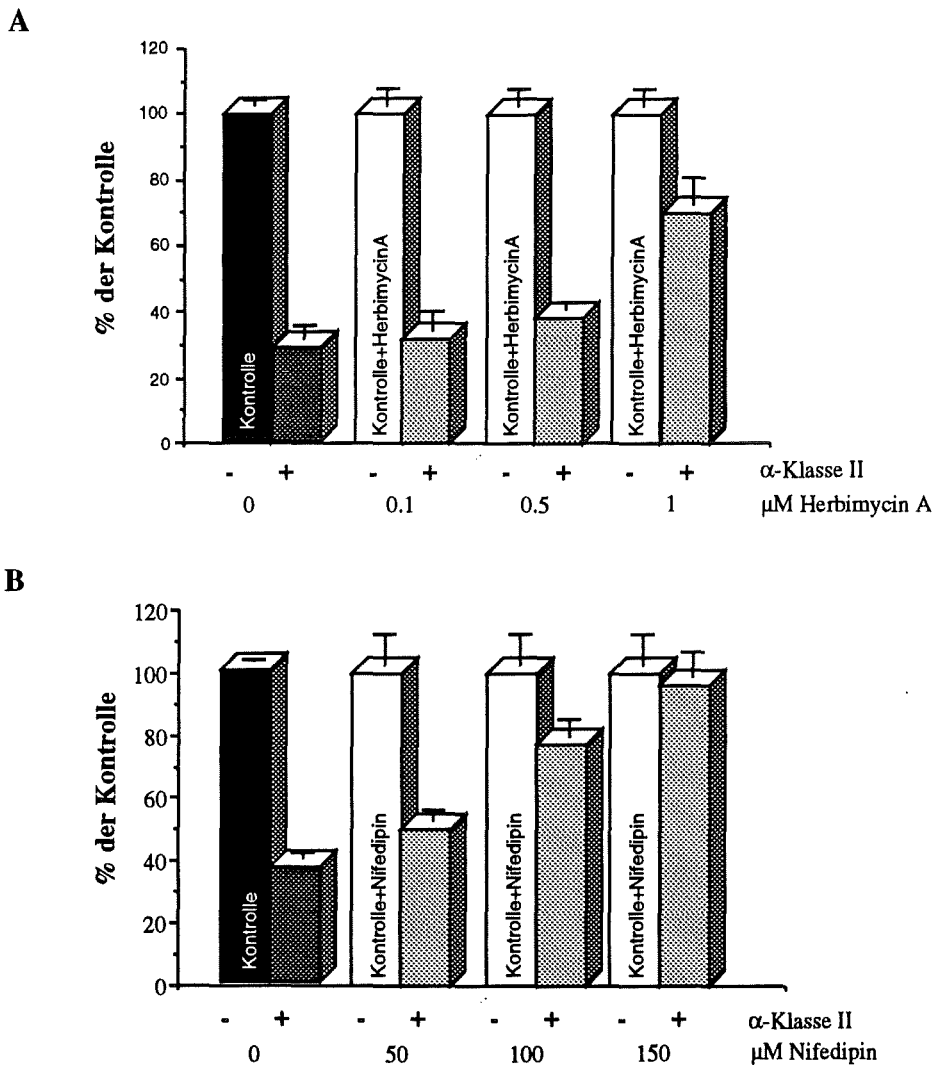 A
120
100
80
60
40
20
0
% der Kontrolle
Kontrolle
Kontrolle+HerbimycinA
Kontrolle+HerbimycinA
Kontrolle+HerbimycinA
- + - + - + - + α-Klasse II
0 0.1 0.5 1 µM Herbimycin A
B
120
100
80
60
40
20
0
% der Kontrolle
Kontrolle
Kontrolle+Nifedipin
Kontrolle+Nifedipin
Kontrolle+Nifedipin
- + - + - + - + α-Klasse II
0 50 100 150 µM Nifedipin